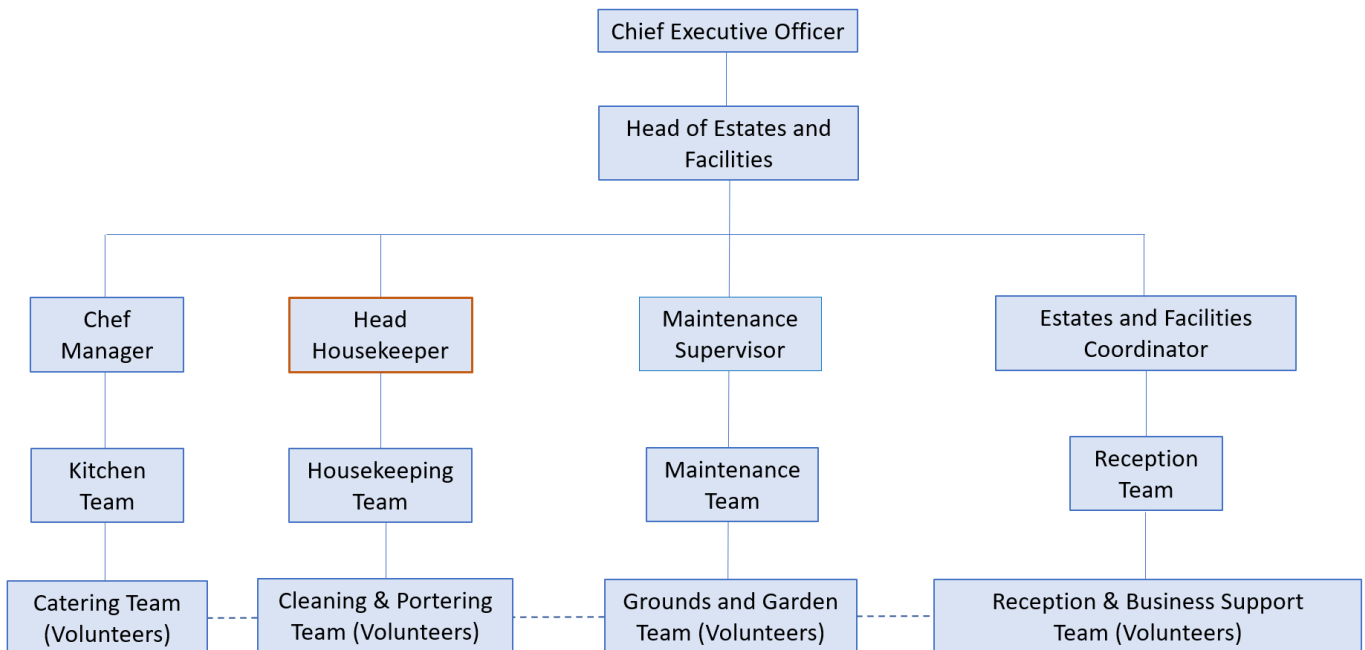 Chief Executive Officer
Head of Estates and
Facilities
Chef
Manager
Head
Housekeeper
Maintenance
Supervisor
Estates and Facilities
Coordinator
Kitchen
Team
Housekeeping
Team
Maintenance
Team
Reception
Team
Catering Team
(Volunteers)
Cleaning & Portering
Team (Volunteers)
Grounds and Garden
Team (Volunteers)
Reception & Business Support
Team (Volunteers)